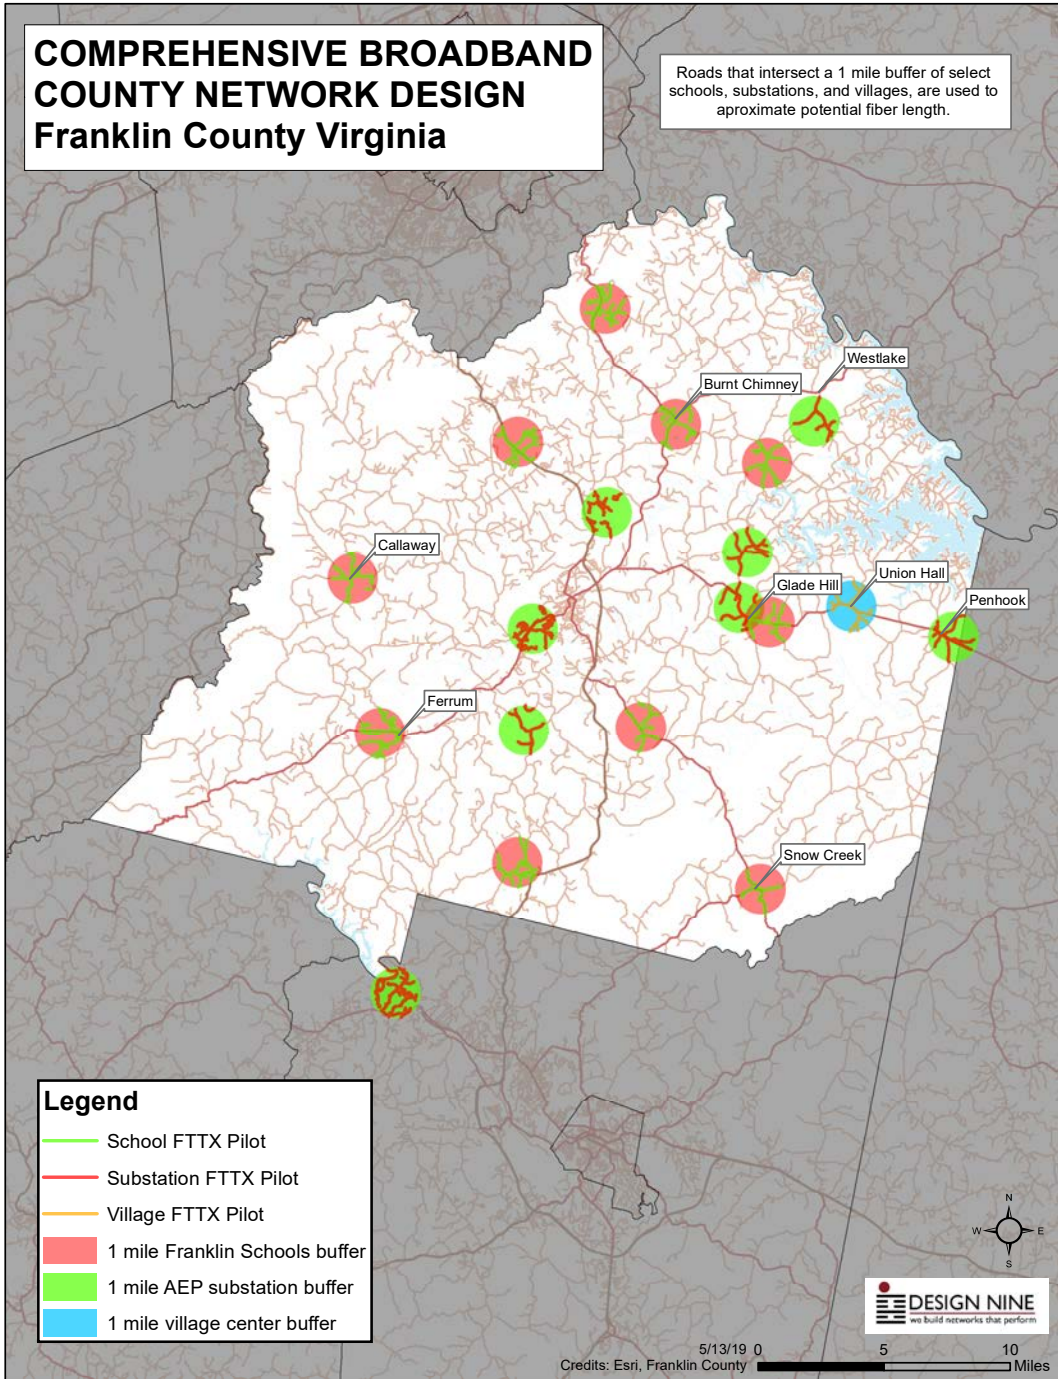 COMPREHENSIVE BROADBAND
COUNTY NETWORK DESIGN
Franklin County Virginia
Roads that intersect a 1 mile buffer of select
schools, substations, and villages, are used to
aproximate potential fiber length.
Westlake
Burnt Chimney
Callaway
Glade Hill
Union Hall
Penhook
Ferrum
Snow Creek
Legend
School FTTX Pilot
Substation FTTX Pilot
Village FTTX Pilot
1 mile Franklin Schools buffer
1 mile AEP substation buffer
1 mile village center buffer
N
W E
S
DESIGN NINE
we build networks that perform
5/13/19
Credits: Esri, Franklin County
0 5 10
Miles